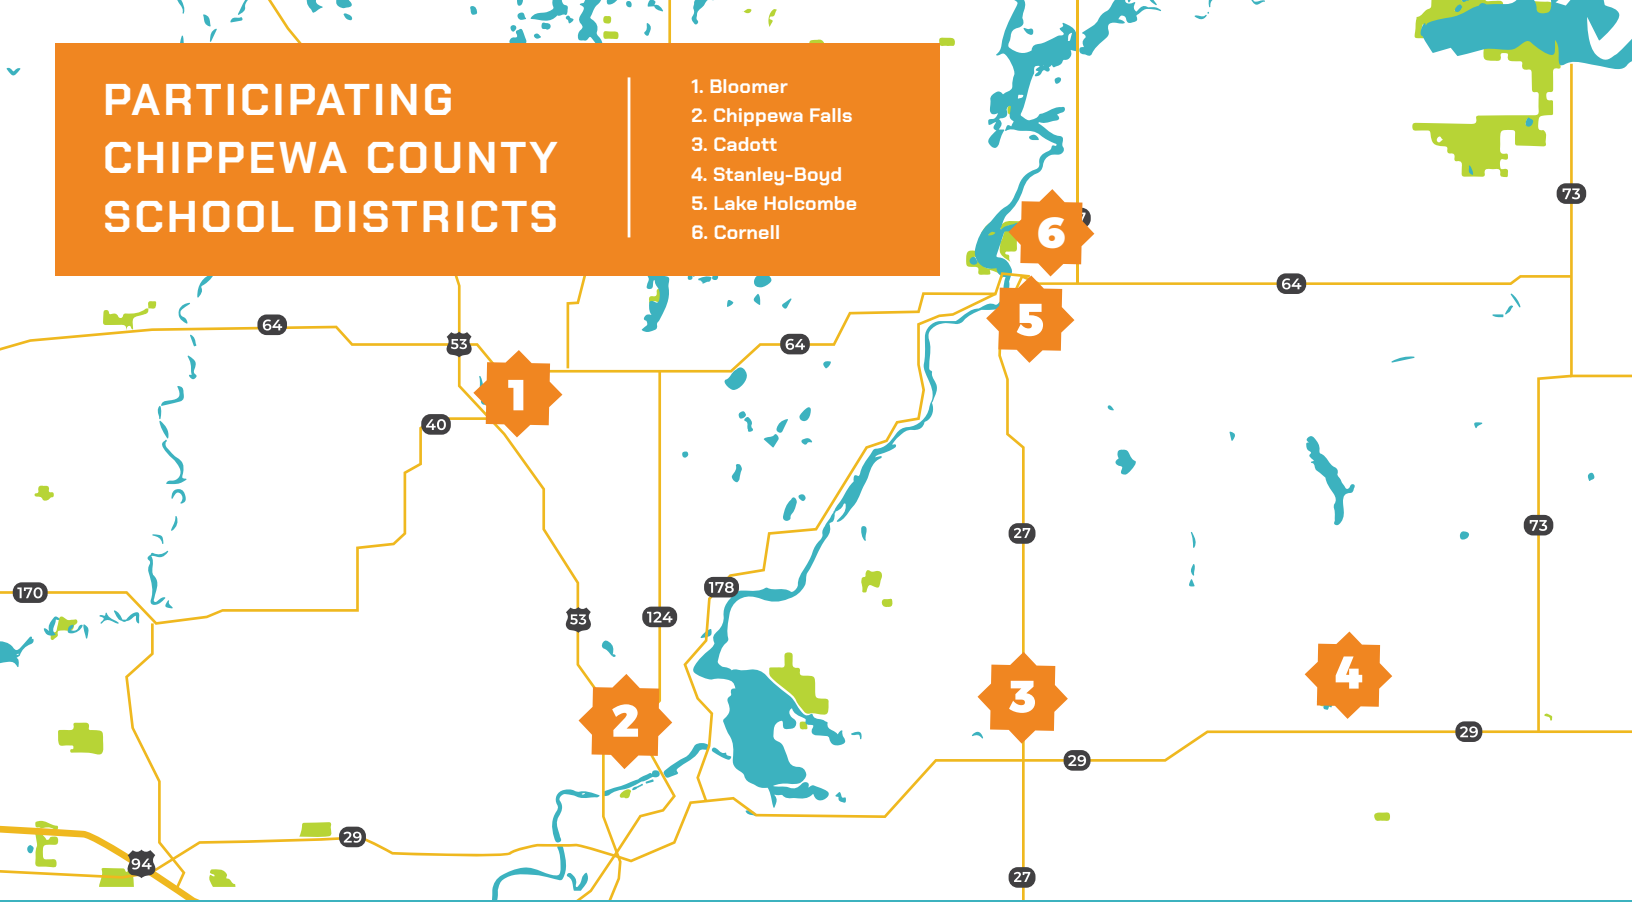 PARTICIPATING
CHIPPEWA COUNTY
SCHOOL DISTRICTS
1. Bloomer
2. Chippewa Falls
3. Cadott
4. Stanley-Boyd
5. Lake Holcombe
6. Cornell
73
6
64
5
64
53
64
1
40
27
73
170
178
124
53
4
3
2
29
29
29
94
27